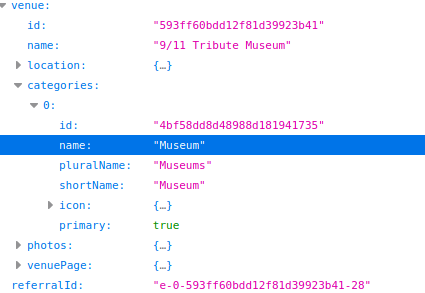 venue:
id: "593ff60bdd12f81d39923b41"
name: "9/11 Tribute Museum"
location: {…}
categories:
0:
id: "4bf58dd8d48988d181941735"
name: "Museum"
pluralName: "Museums"
shortName: "Museum"
icon: {…}
primary: true
photos: {…}
venuePage: {…}
referralId: "e-0-593ff60bdd12f81d39923b41-28"